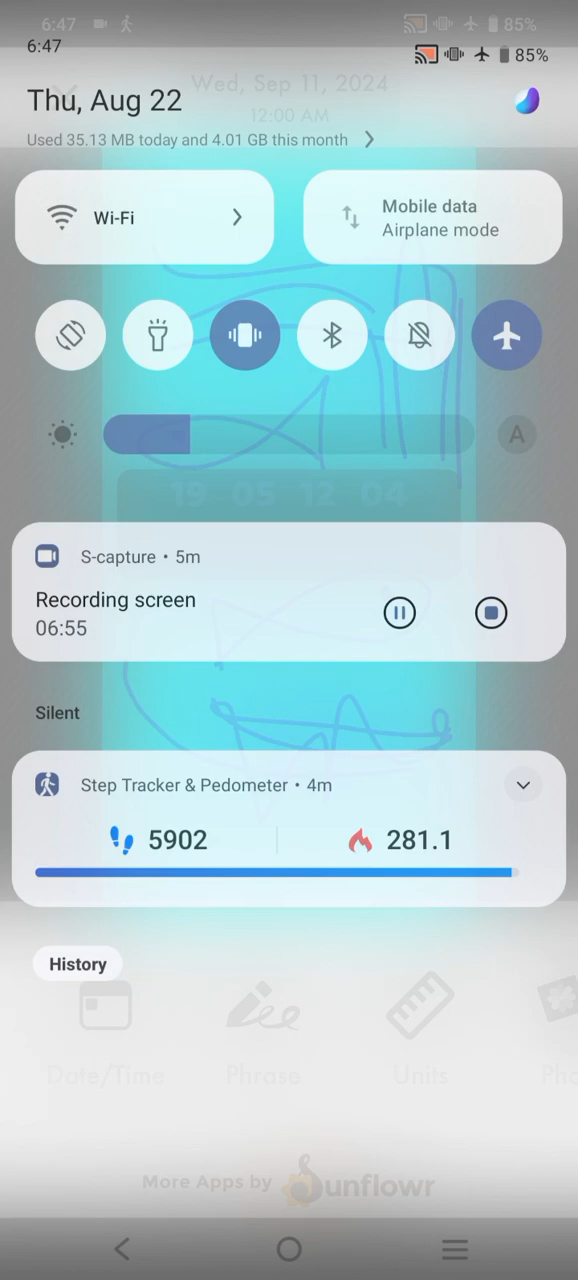 6:47 85%
6:47 85%
Wed, Sep 11, 2024
Thu, Aug 22
12:00 AM
Used 35.13 MB today and 4.01 GB this month
Wi-Fi
Mobile data
Airplane mode
A
19 05 12 04
S-capture • 5m
Recording screen
06:55
Silent
Step Tracker & Pedometer • 4m
5902 281.1
History
Date/Time Phrase Units Pho
More Apps by Sunflowr